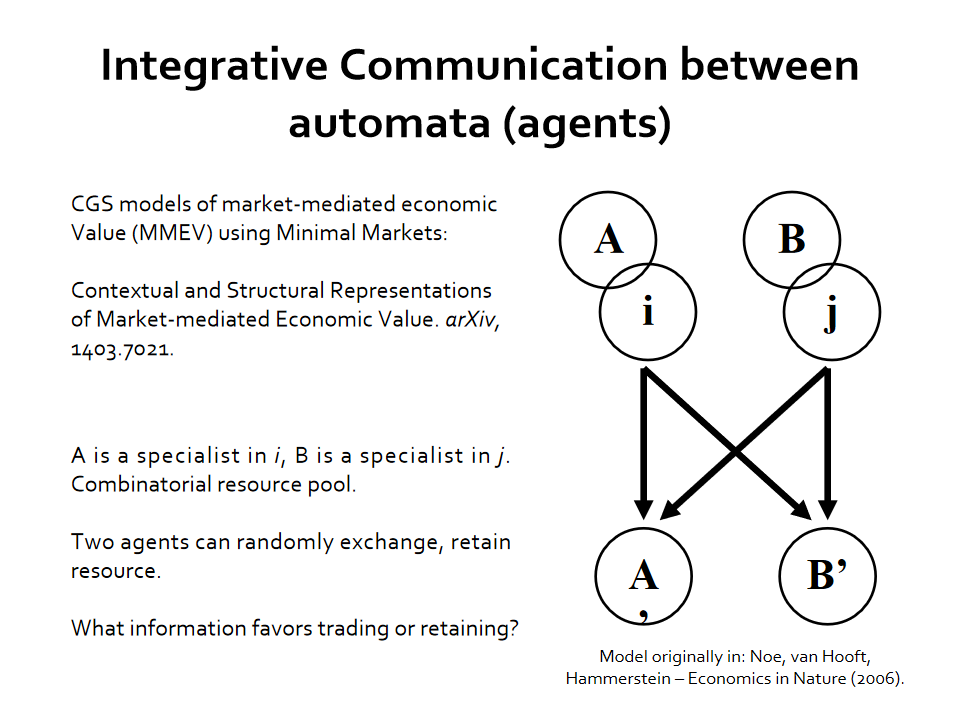 Integrative Communication between
automata (agents)
CGS models of market-mediated economic
Value (MMEV) using Minimal Markets:
Contextual and Structural Representations
of Market-mediated Economic Value. arXiv,
1403.7021.
A is a specialist in i, B is a specialist in j.
Combinatorial resource pool.
Two agents can randomly exchange, retain
resource.
What information favors trading or retaining?
A
B
i
j
A
’
B’
Model originally in: Noe, van Hooft,
Hammerstein – Economics in Nature (2006).